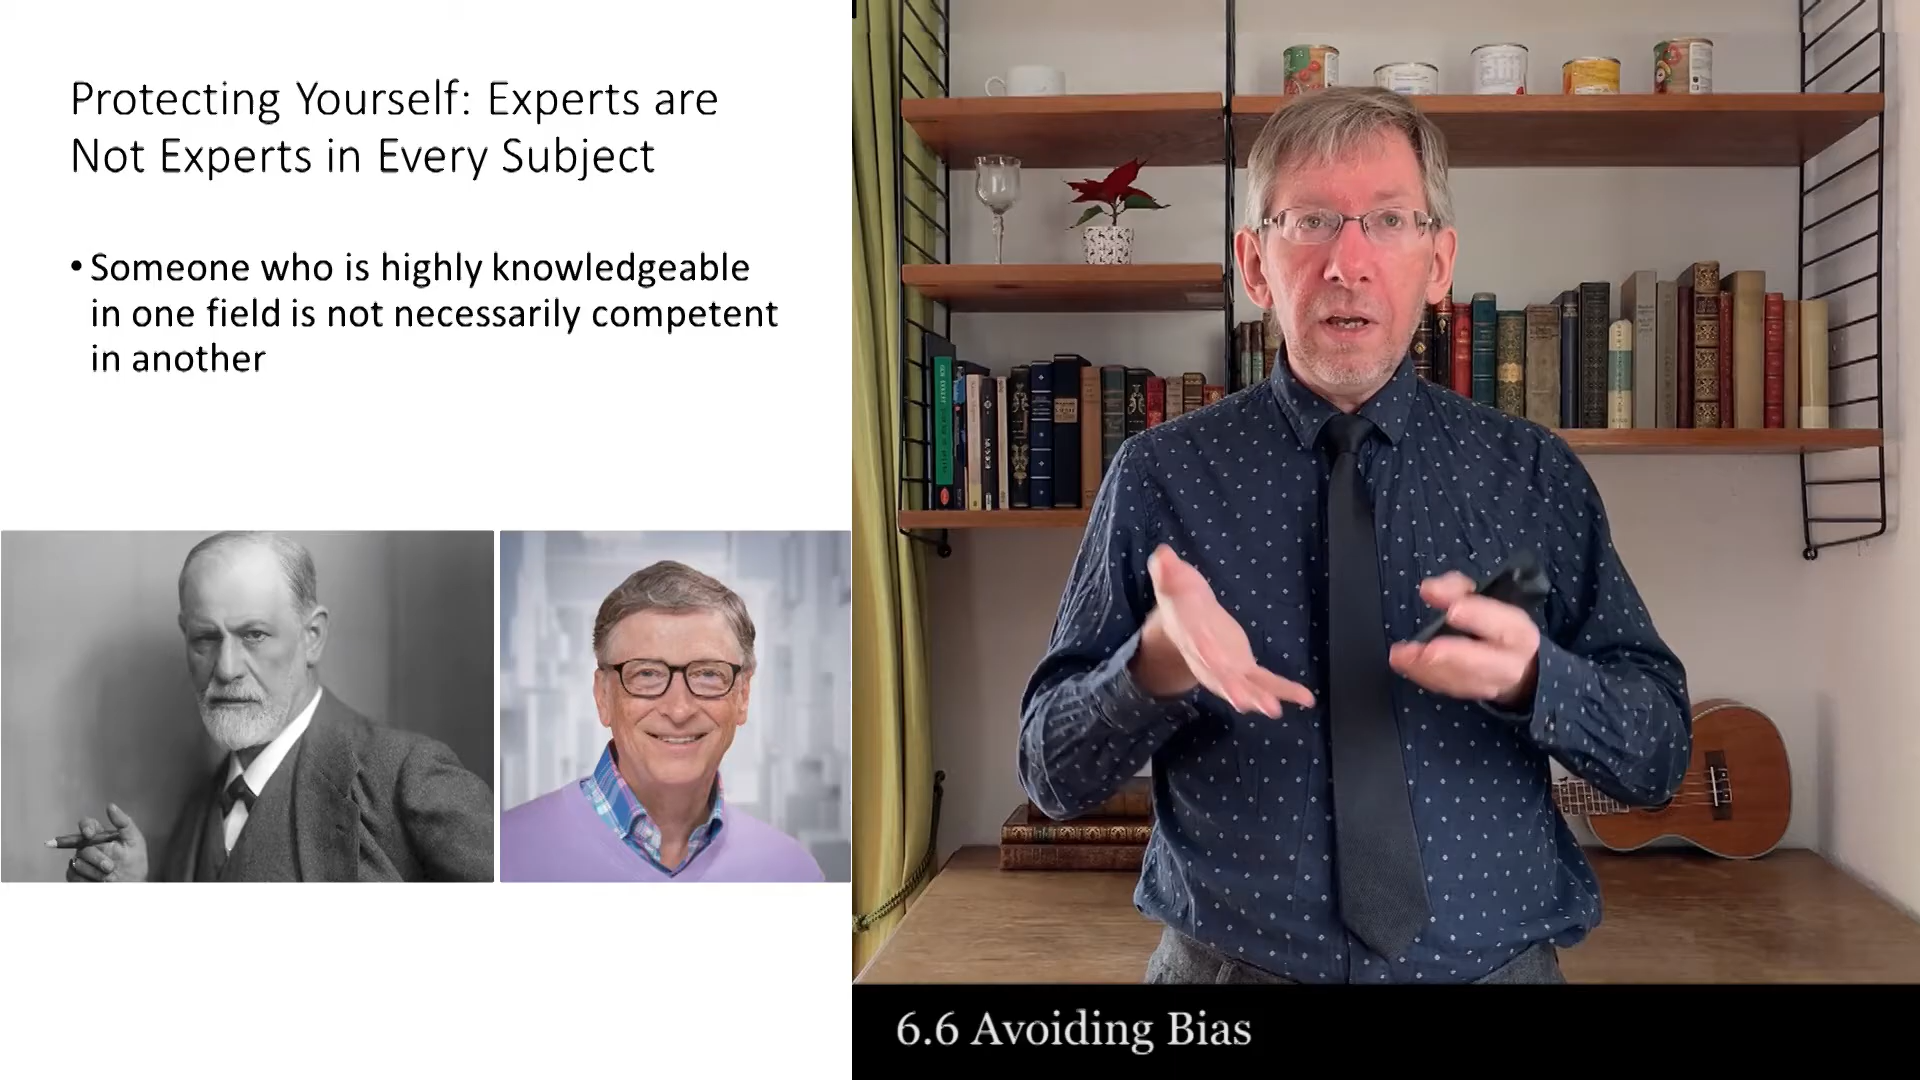 Protecting Yourself: Experts are
Not Experts in Every Subject
• Someone who is highly knowledgeable
in one field is not necessarily competent
in another
6.6 Avoiding Bias